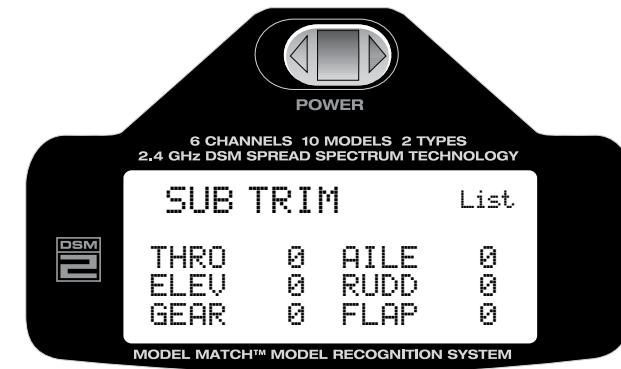 POWER
6 CHANNELS 10 MODELS 2 TYPES
2.4 GHz DSM SPREAD SPECTRUM TECHNOLOGY
SUB TRIM List
DSM
2
THRO 0 AILE 0
ELEV 0 RUDD 0
GEAR 0 FLAP 0
MODEL MATCH™ MODEL RECOGNITION SYSTEM